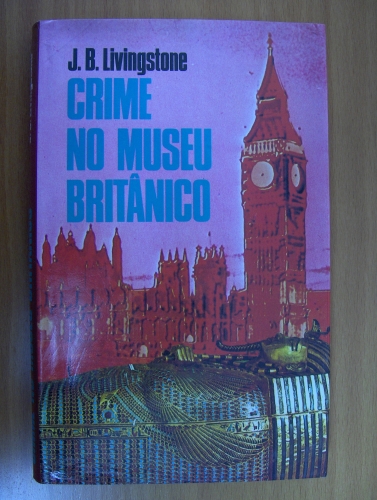 J. B. Livingstone
CRIME
NO MUSEU
BRITÂNICO